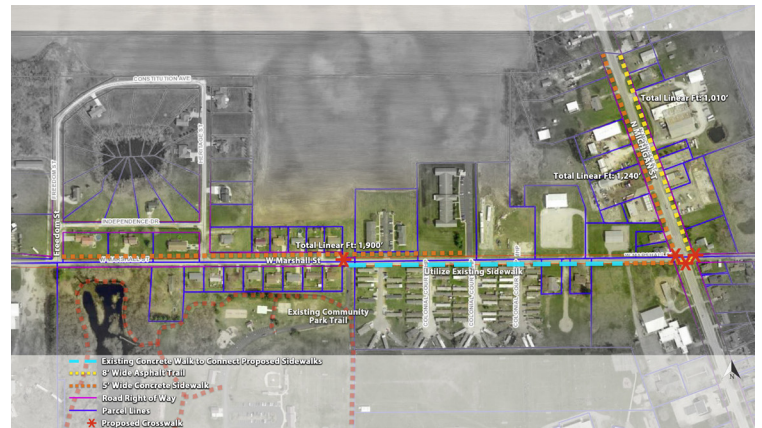 CONSTITUTION AVE
Total Linear Ft: 1,010'
N MICHIGAN ST
Total Linear Ft: 1,240'
FREEDOM ST
INDEPENDENCE DR
Freedom St.
Total Linear Ft: 1,900'
W Marshall St
Utilize Existing Sidewalk
Existing Community
Park Trail
Existing Concrete Walk to Connect Proposed Sidewalks
8' Wide Asphalt Trail
5' Wide Concrete Sidewalk
Road Right of Way
Parcel Lines
Proposed Crosswalk